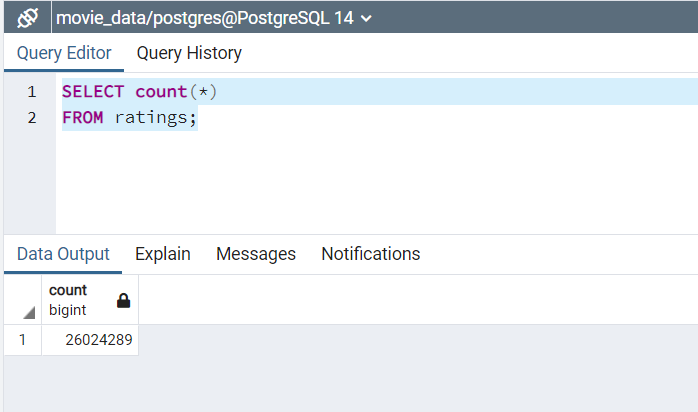 movie_data/postgres@PostgreSQL 14
Query Editor Query History
1 SELECT count(*)
2 FROM ratings;
Data Output Explain Messages Notifications
count
bigint
1 26024289